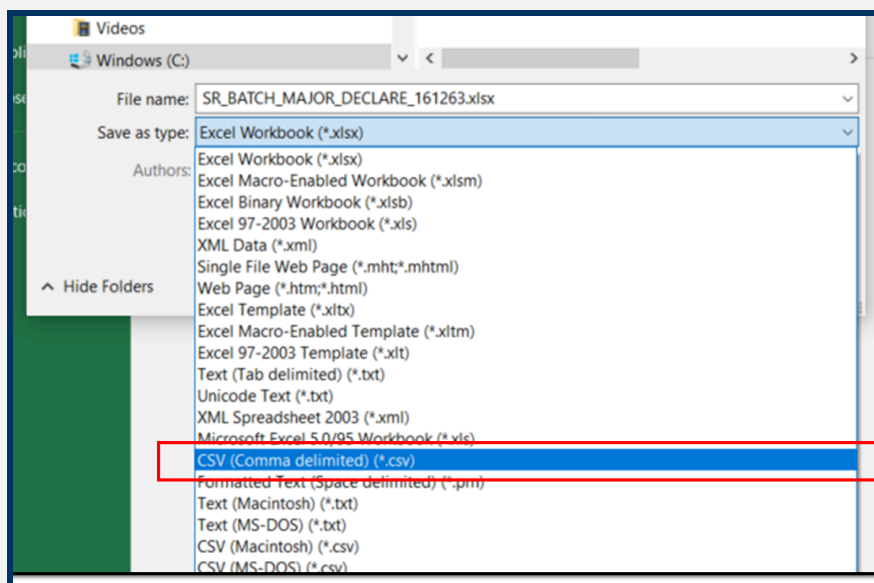 Videos
Windows (C:)
File name: SR_BATCH_MAJOR_DECLARE_161263.xlsx
Save as type: Excel Workbook (*.xlsx)
Authors:
Excel Workbook (*.xlsx)
Excel Macro-Enabled Workbook (*.xlsm)
Excel Binary Workbook (*.xlsb)
Excel 97-2003 Workbook (*.xls)
XML Data (*.xml)
Single File Web Page (*.mht;*.mhtml)
Hide Folders
Web Page (*.htm;*.html)
Excel Template (*.xltx)
Excel Macro-Enabled Template (*.xltm)
Excel 97-2003 Template (*.xlt)
Text (Tab delimited) (*.txt)
Unicode Text (*.txt)
XML Spreadsheet 2003 (*.xml)
Microsoft Excel 5.0/95 Workbook (*.xls)
CSV (Comma delimited) (*.csv)
Formatted Text (Space delimited) (*.prn)
Text (Macintosh) (*.txt)
Text (MS-DOS) (*.txt)
CSV (Macintosh) (*.csv)
CSV (MS-DOS) (*.csv)